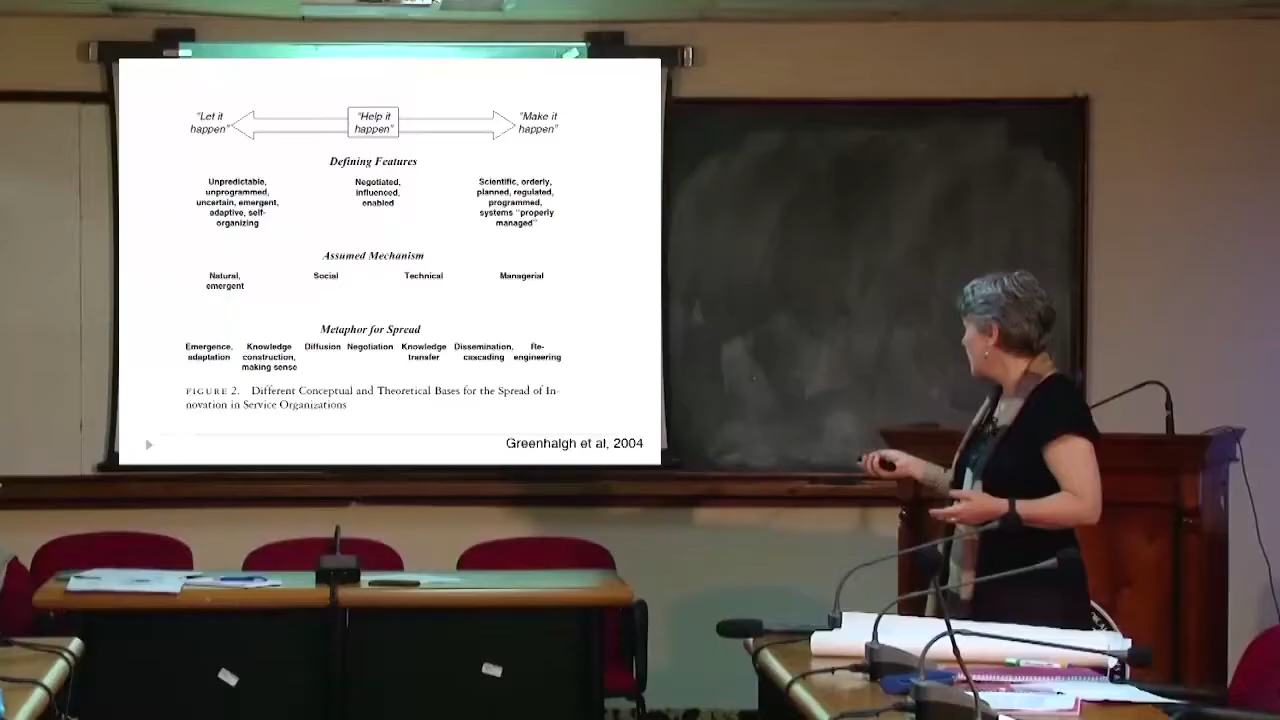 "Let it
happen"
"Help it
happen"
"Make it
happen"
Defining Features
Unpredictable,
unprogrammed,
uncertain, emergent,
adaptive, self-
organizing
Negotiated,
influenced,
enabled
Scientific, orderly,
planned, regulated,
programmed,
systems "properly
managed"
Assumed Mechanism
Natural,
emergent
Social
Technical
Managerial
Metaphor for Spread
Emergence,
adaptation
Knowledge
construction,
making sense
Diffusion
Negotiation
Knowledge
transfer
Dissemination,
cascading
Re-
engineering
FIGURE 2. Different Conceptual and Theoretical Bases for the Spread of In-
novation in Service Organizations
Greenhalgh et al, 2004